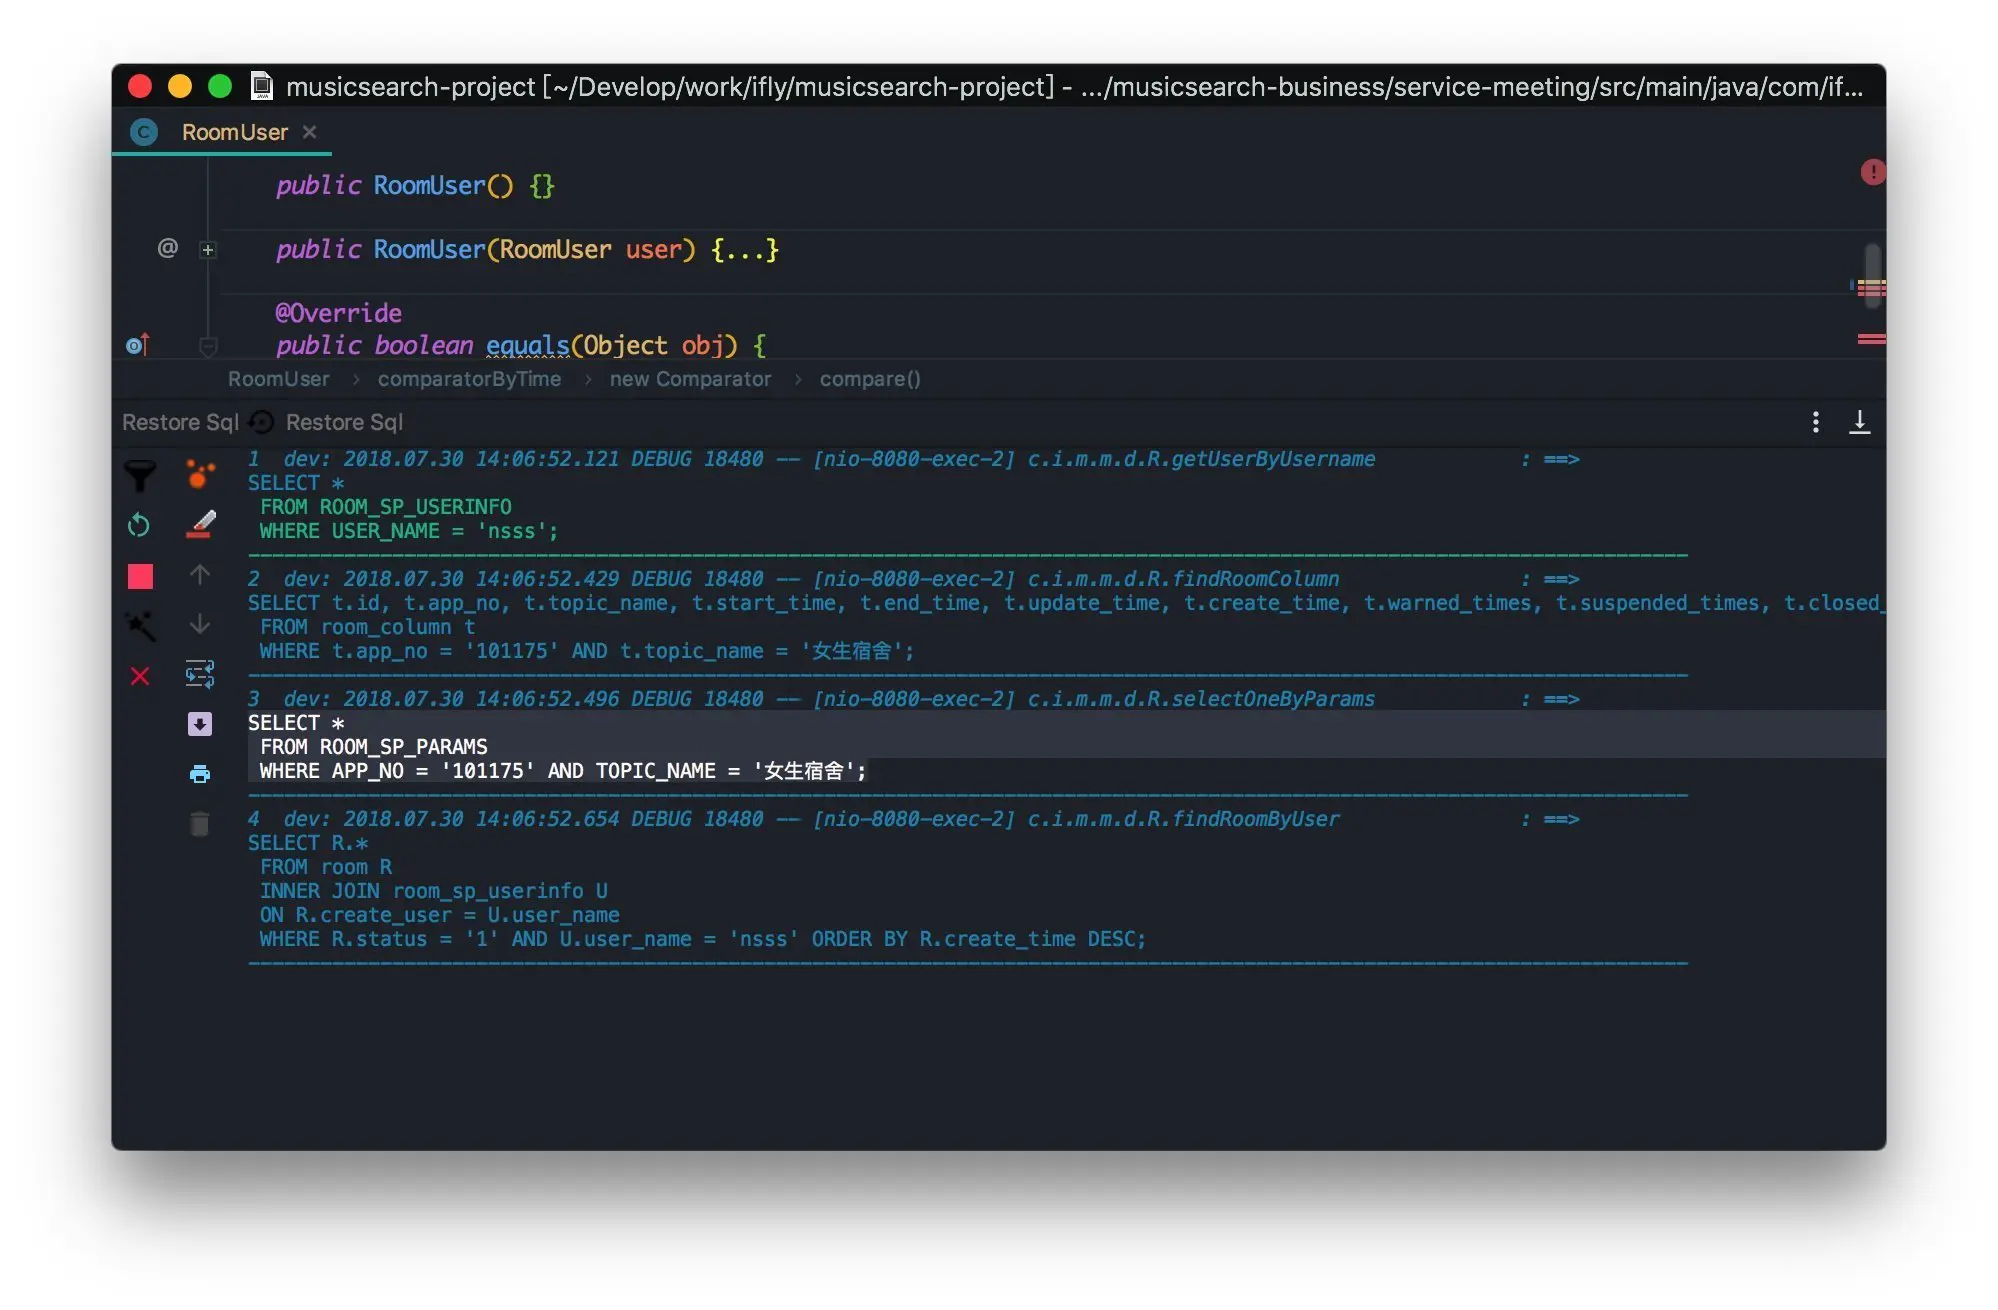 musicsearch-project [~/Develop/work/ifly/musicsearch-project] - .../musicsearch-business/service-meeting/src/main/java/com/if...
C RoomUser ×
public RoomUser() {}
@ public RoomUser(RoomUser user) {...}
@Override
public boolean equals(Object obj) {
RoomUser › comparatorByTime › new Comparator › compare()
Restore Sql Restore Sql
1 dev: 2018.07.30 14:06:52.121 DEBUG 18480 -- [nio-8080-exec-2] c.i.m.m.d.R.getUserByUsername : ==>
SELECT *
FROM ROOM_SP_USERINFO
WHERE USER_NAME = 'nsss';
2 dev: 2018.07.30 14:06:52.429 DEBUG 18480 -- [nio-8080-exec-2] c.i.m.m.d.R.findRoomColumn : ==>
SELECT t.id, t.app_no, t.topic_name, t.start_time, t.end_time, t.update_time, t.create_time, t.warned_times, t.suspended_times, t.closed_
FROM room_column t
WHERE t.app_no = '101175' AND t.topic_name = '女生宿舍';
3 dev: 2018.07.30 14:06:52.496 DEBUG 18480 -- [nio-8080-exec-2] c.i.m.m.d.R.selectOneByParams : ==>
SELECT *
FROM ROOM_SP_PARAMS
WHERE APP_NO = '101175' AND TOPIC_NAME = '女生宿舍';
4 dev: 2018.07.30 14:06:52.654 DEBUG 18480 -- [nio-8080-exec-2] c.i.m.m.d.R.findRoomByUser : ==>
SELECT R.*
FROM room R
INNER JOIN room_sp_userinfo U
ON R.create_user = U.user_name
WHERE R.status = '1' AND U.user_name = 'nsss' ORDER BY R.create_time DESC;